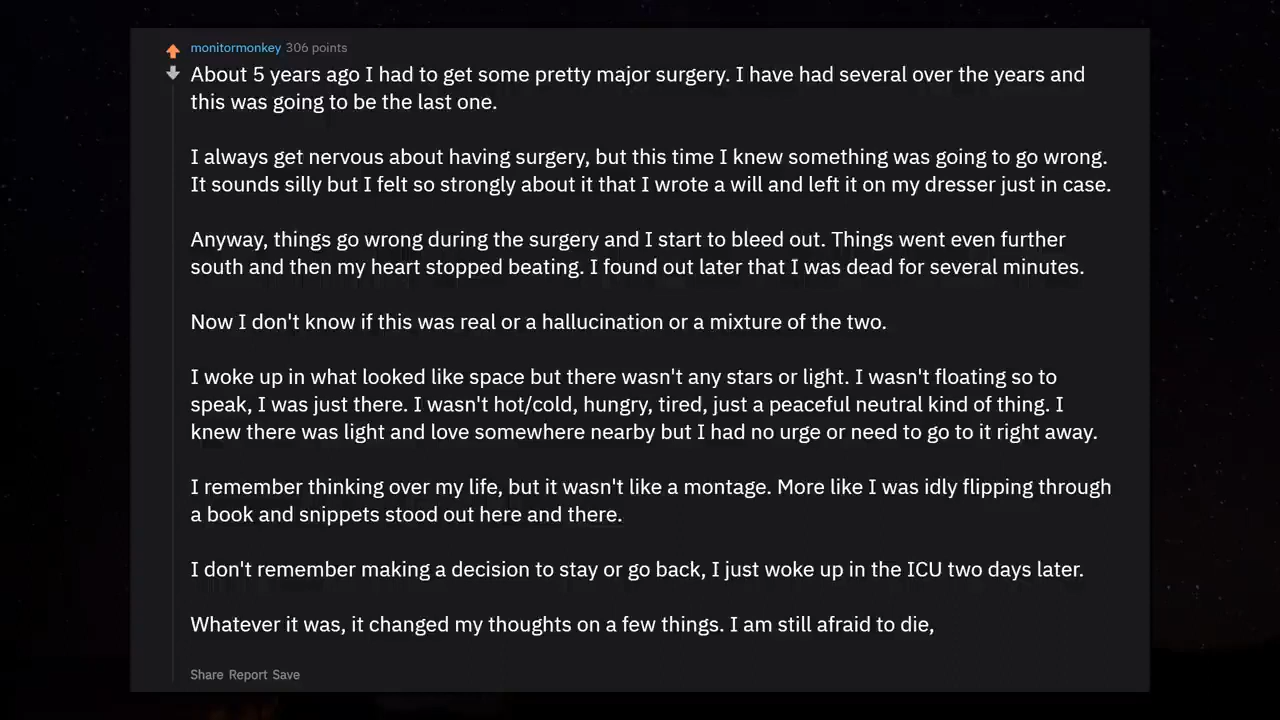 monitormonkey 306 points
About 5 years ago I had to get some pretty major surgery. I have had several over the years and
this was going to be the last one.
I always get nervous about having surgery, but this time I knew something was going to go wrong.
It sounds silly but I felt so strongly about it that I wrote a will and left it on my dresser just in case.
Anyway, things go wrong during the surgery and I start to bleed out. Things went even further
south and then my heart stopped beating. I found out later that I was dead for several minutes.
Now I don't know if this was real or a hallucination or a mixture of the two.
I woke up in what looked like space but there wasn't any stars or light. I wasn't floating so to
speak, I was just there. I wasn't hot/cold, hungry, tired, just a peaceful neutral kind of thing. I
knew there was light and love somewhere nearby but I had no urge or need to go to it right away.
I remember thinking over my life, but it wasn't like a montage. More like I was idly flipping through
a book and snippets stood out here and there.
I don't remember making a decision to stay or go back, I just woke up in the ICU two days later.
Whatever it was, it changed my thoughts on a few things. I am still afraid to die,
Share Report Save